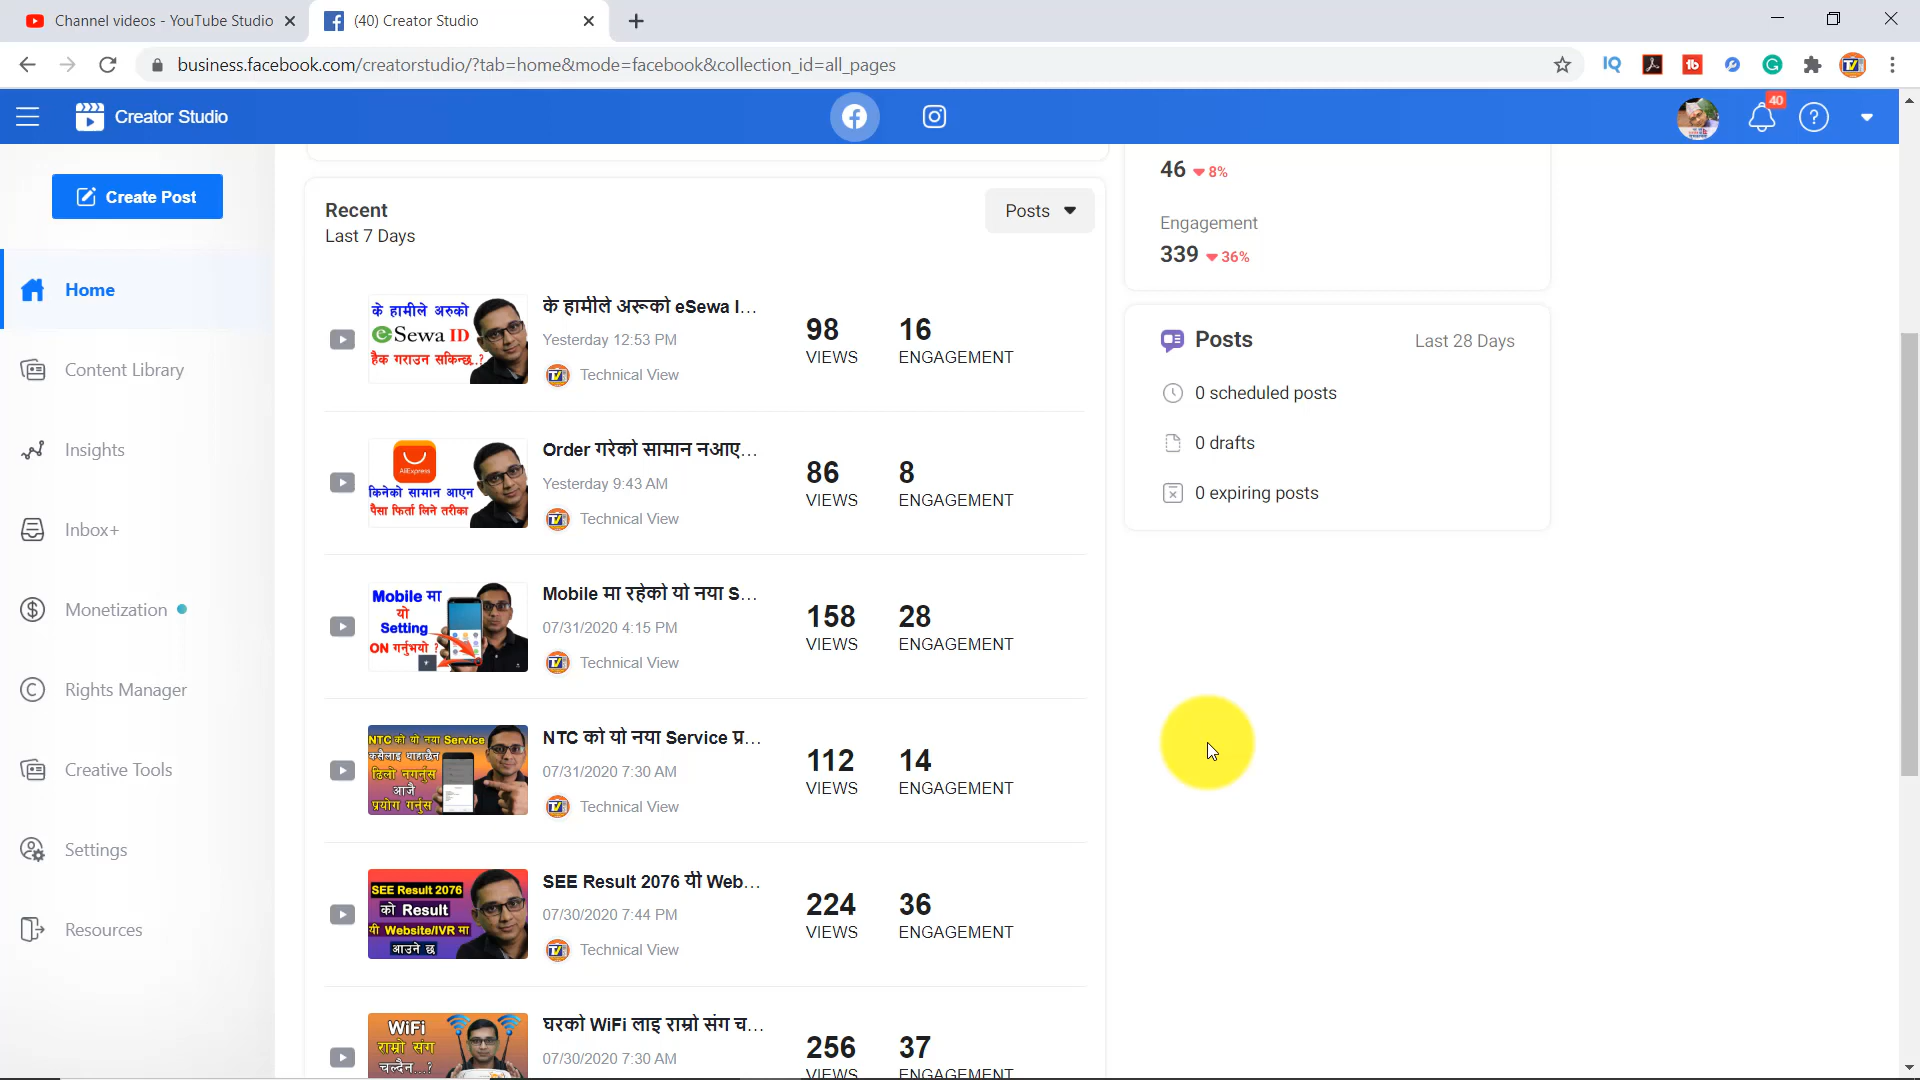 Channel videos - YouTube Studio
(40) Creator Studio
business.facebook.com/creatorstudio/?tab=home&mode=facebook&collection_id=all_pages
Creator Studio
40
Create Post
Home
Content Library
Insights
Inbox+
Monetization
Rights Manager
Creative Tools
Settings
Resources
Recent
Last 7 Days
Posts
के हामीले अरुको
eSewa ID
हैक गराउन सकिन्छ..?
के हामीले अरूको eSewa I...
Yesterday 12:53 PM
Technical View
98
VIEWS
16
ENGAGEMENT
AliExpress
किनेको सामान आएन
पैसा फिर्ता लिने तरीका
Order गरेको सामान नआए...
Yesterday 9:43 AM
Technical View
86
VIEWS
8
ENGAGEMENT
Mobile मा
यो
Setting
ON गर्नुभयो ?
Mobile मा रहेको यो नया S...
07/31/2020 4:15 PM
Technical View
158
VIEWS
28
ENGAGEMENT
NTC को यो नया Service
कसैलाइ थाहाछैन
ढिलो नगर्नुस
आजै
प्रयोग गर्नुस
NTC को यो नया Service प्र...
07/31/2020 7:30 AM
Technical View
112
VIEWS
14
ENGAGEMENT
SEE Result 2076
को Result
यी Website/IVR मा
आउने छ
SEE Result 2076 यी Web...
07/30/2020 7:44 PM
Technical View
224
VIEWS
36
ENGAGEMENT
WiFi
राम्रो संग
चल्दैन...?
घरको WiFi लाइ राम्रो संग च...
07/30/2020 7:30 AM
256
VIEWS
37
ENGAGEMENT
46 8%
Engagement
339 36%
Posts
Last 28 Days
0 scheduled posts
0 drafts
0 expiring posts